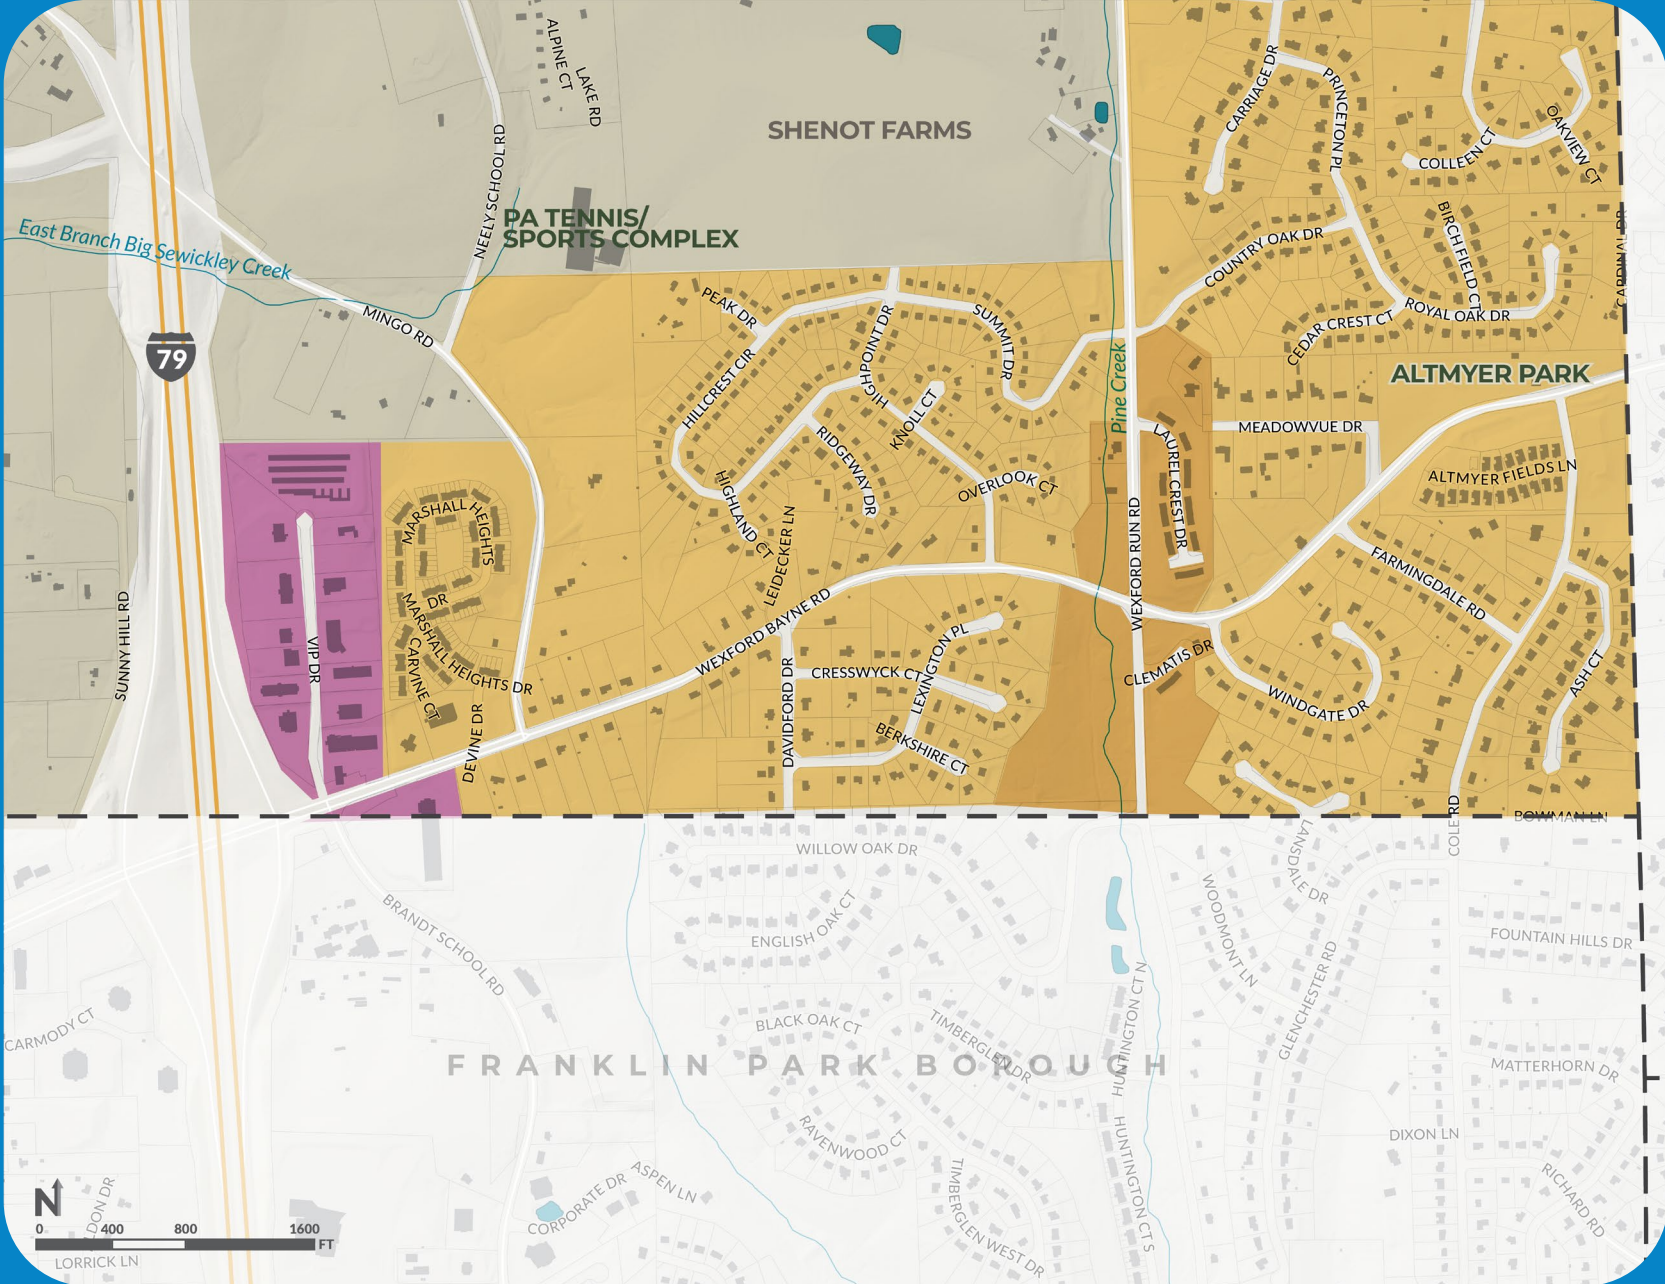 ALPINE CT
LAKE RD
NEELY SCHOOL RD
SHENOT FARMS
CARRIAGE DR
PRINCETON PL
COLLEEN CT
OAKVIEW CT
PA TENNIS/
SPORTS COMPLEX
East Branch Big Sewickley Creek
MINGO RD
79
BIRCHFIELD CT
COUNTRY OAK DR
CARDINAL DR
ROYAL OAK DR
CEDAR CREST CT
PEAK DR
SUMMIT DR
HIGHPOINT DR
HILLCREST CIR
KNOLL CT
Pine Creek
ALTMYER PARK
MEADOWVUE DR
LAURELCREST DR
ALTMYER FIELDS LN
RIDGEWAY DR
OVERLOOK CT
HIGHLAND CT
LEIDECKER LN
MARSHALL HEIGHTS
DR
MARSHALL HEIGHTS DR
CARVINE CT
WEXFORD RUN RD
FARMINGDALE RD
SUNNY HILL RD
VIP DR
WEXFORD BAYNE RD
DAVIDFORD DR
CRESSWYCK CT
LEXINGTON PL
BERKSHIRE CT
CLEMATIS DR
WINDGATE DR
ASH CT
DEVINE DR
COLE RD
BOWMAN LN
WILLOW OAK DR
LANSDALE DR
BRANDT SCHOOL RD
ENGLISH OAK CT
WOODMONT LN
FOUNTAIN HILLS DR
GLENCHESTER RD
HUNTINGTON CT N
CARMODY CT
BLACK OAK CT
TIMBERGLEN DR
FRANKLIN PARK BOROUGH
MATTERHORN DR
RAVENWOOD CT
DIXON LN
HUNTINGTON CT S
ASPEN LN
CORPORATE DR
TIMBERGLEN WEST DR
RICHARD RD
N
0 400 800 1600
FT
LORRICK LN